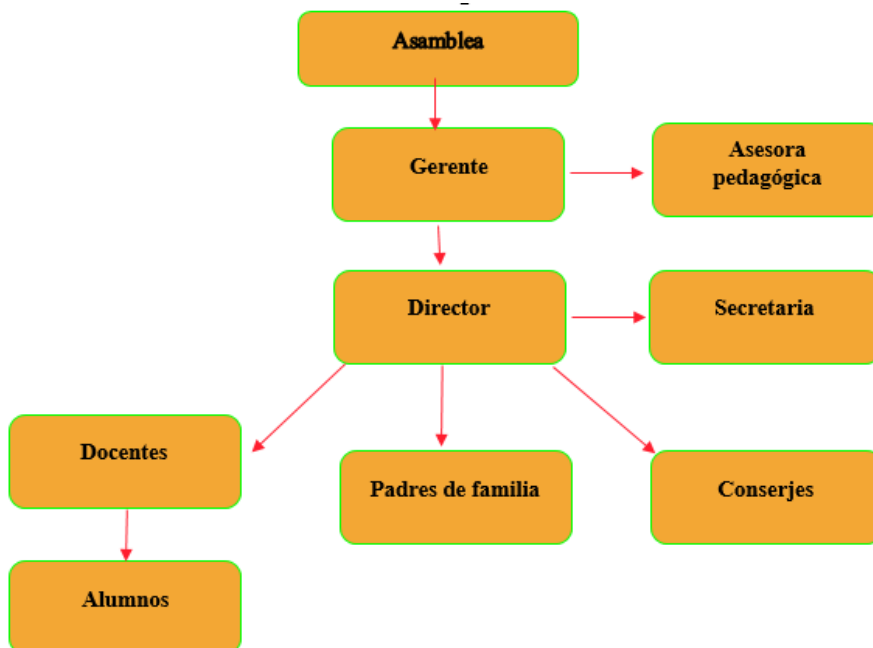 Asamblea
Gerente
Asesora
pedagógica
Director
Secretaria
Docentes
Padres de familia
Conserjes
Alumnos